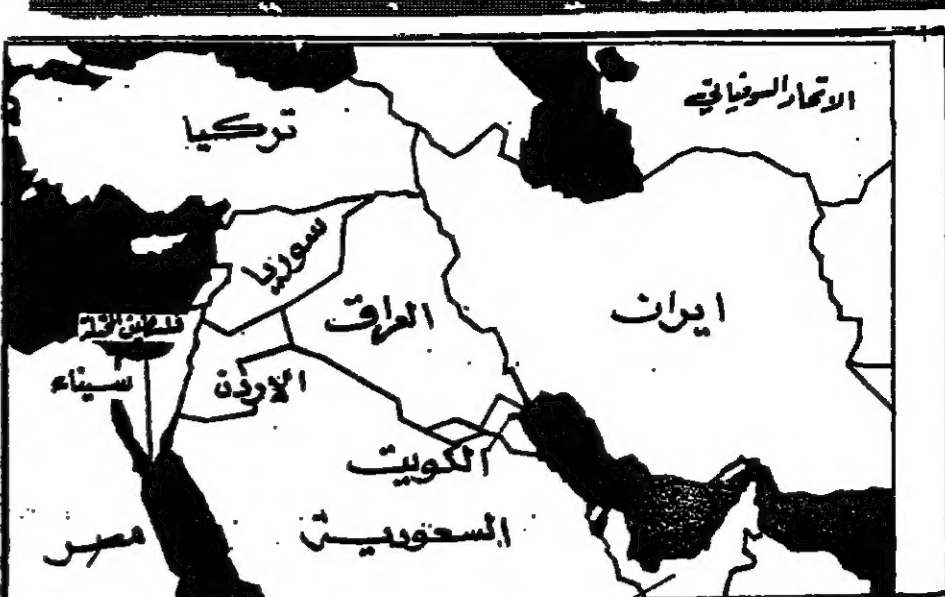 الاتحاد السوفياتي
تركيا
سوريا
العراق
ايران
فلسطين المحتلة
سيناء
الاردن
الكويت
السعودية
مصر